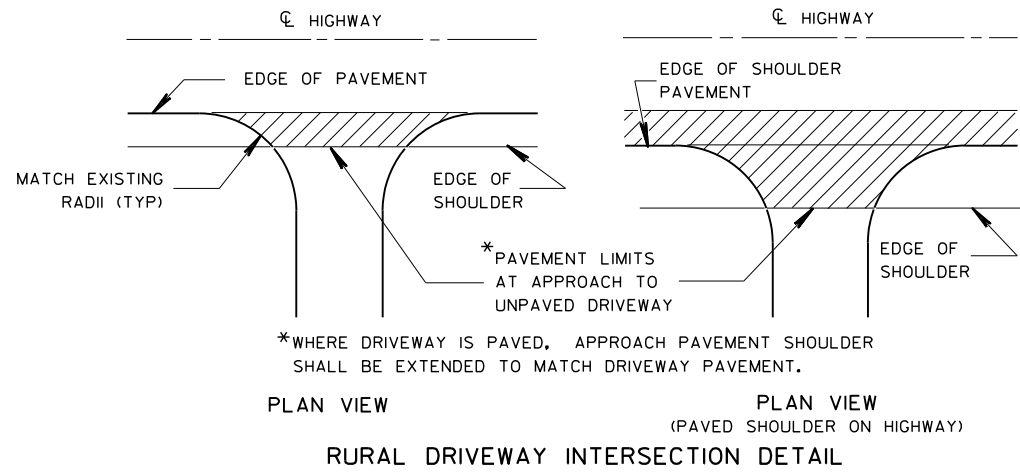 ℄ HIGHWAY
EDGE OF PAVEMENT
MATCH EXISTING
RADII (TYP)
EDGE OF
SHOULDER
℄ HIGHWAY
EDGE OF SHOULDER
PAVEMENT
EDGE OF
SHOULDER
*PAVEMENT LIMITS
AT APPROACH TO
UNPAVED DRIVEWAY
*WHERE DRIVEWAY IS PAVED, APPROACH PAVEMENT SHOULDER
SHALL BE EXTENDED TO MATCH DRIVEWAY PAVEMENT.
PLAN VIEW
PLAN VIEW
(PAVED SHOULDER ON HIGHWAY)
RURAL DRIVEWAY INTERSECTION DETAIL